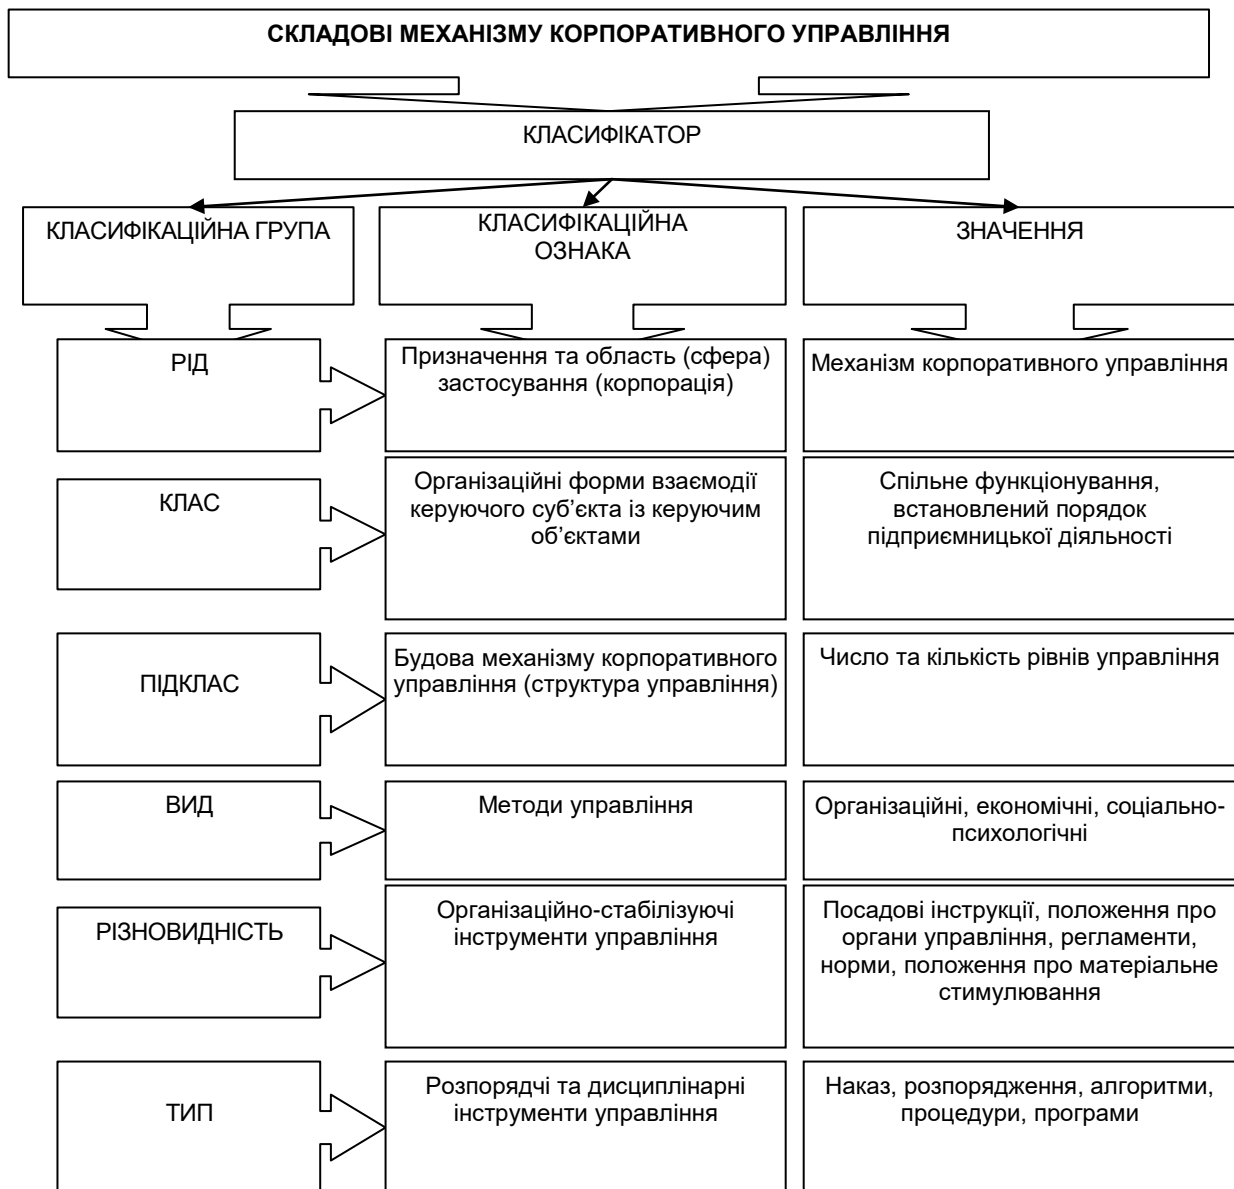 СКЛАДОВІ МЕХАНІЗМУ КОРПОРАТИВНОГО УПРАВЛІННЯ
КЛАСИФІКАТОР
КЛАСИФІКАЦІЙНА ГРУПА
КЛАСИФІКАЦІЙНА
ОЗНАКА
ЗНАЧЕННЯ
РІД
Призначення та область (сфера)
застосування (корпорація)
Механізм корпоративного управління
КЛАС
Організаційні форми взаємодії
керуючого суб’єкта із керуючим
об’єктами
Спільне функціонування,
встановлений порядок
підприємницької діяльності
ПІДКЛАС
Будова механізму корпоративного
управління (структура управління)
Число та кількість рівнів управління
ВИД
Методи управління
Організаційні, економічні, соціально-
психологічні
РІЗНОВИДНІСТЬ
Організаційно-стабілізуючі
інструменти управління
Посадові інструкції, положення про
органи управління, регламенти,
норми, положення про матеріальне
стимулювання
ТИП
Розпорядчі та дисциплінарні
інструменти управління
Наказ, розпорядження, алгоритми,
процедури, програми